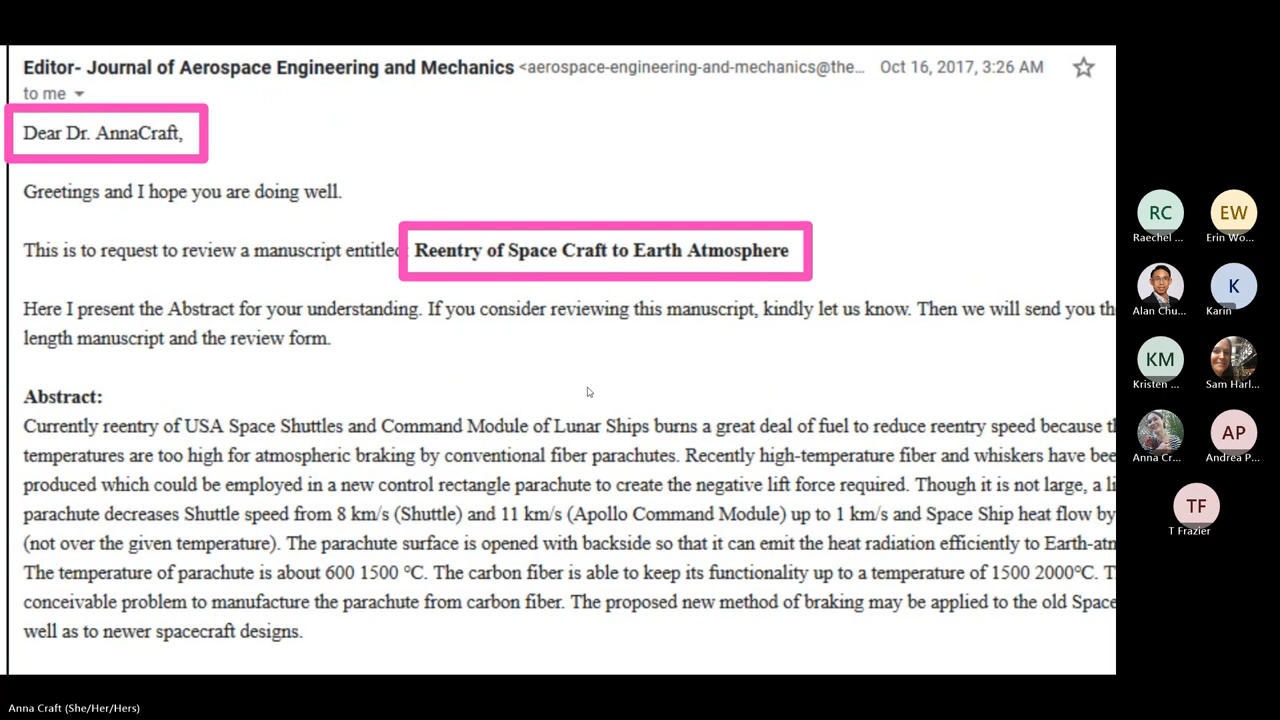 Editor- Journal of Aerospace Engineering and Mechanics <aerospace-engineering-and-mechanics@the... Oct 16, 2017, 3:26 AM
to me
Dear Dr. AnnaCraft,
Greetings and I hope you are doing well.
This is to request to review a manuscript entitled Reentry of Space Craft to Earth Atmosphere
Here I present the Abstract for your understanding. If you consider reviewing this manuscript, kindly let us know. Then we will send you the
length manuscript and the review form.
Abstract:
Currently reentry of USA Space Shuttles and Command Module of Lunar Ships burns a great deal of fuel to reduce reentry speed because
temperatures are too high for atmospheric braking by conventional fiber parachutes. Recently high-temperature fiber and whiskers have
produced which could be employed in a new control rectangle parachute to create the negative lift force required. Though it is not large, a
parachute decreases Shuttle speed from 8 km/s (Shuttle) and 11 km/s (Apollo Command Module) up to 1 km/s and Space Ship heat flow by
(not over the given temperature). The parachute surface is opened with backside so that it can emit the heat radiation efficiently to
The temperature of parachute is about 600 1500 °C. The carbon fiber is able to keep its functionality up to a temperature of 1500 2000°C.
conceivable problem to manufacture the parachute from carbon fiber. The proposed new method of braking may be applied to the old Space
well as to newer spacecraft designs.
RC
Raechel ...
EW
Erin Wo...
Alan Chu...
K
Karin
KM
Kristen ...
Sam Harl...
Anna Cr...
AP
Andrea P...
TF
T Frazier
Anna Craft (She/Her/Hers)